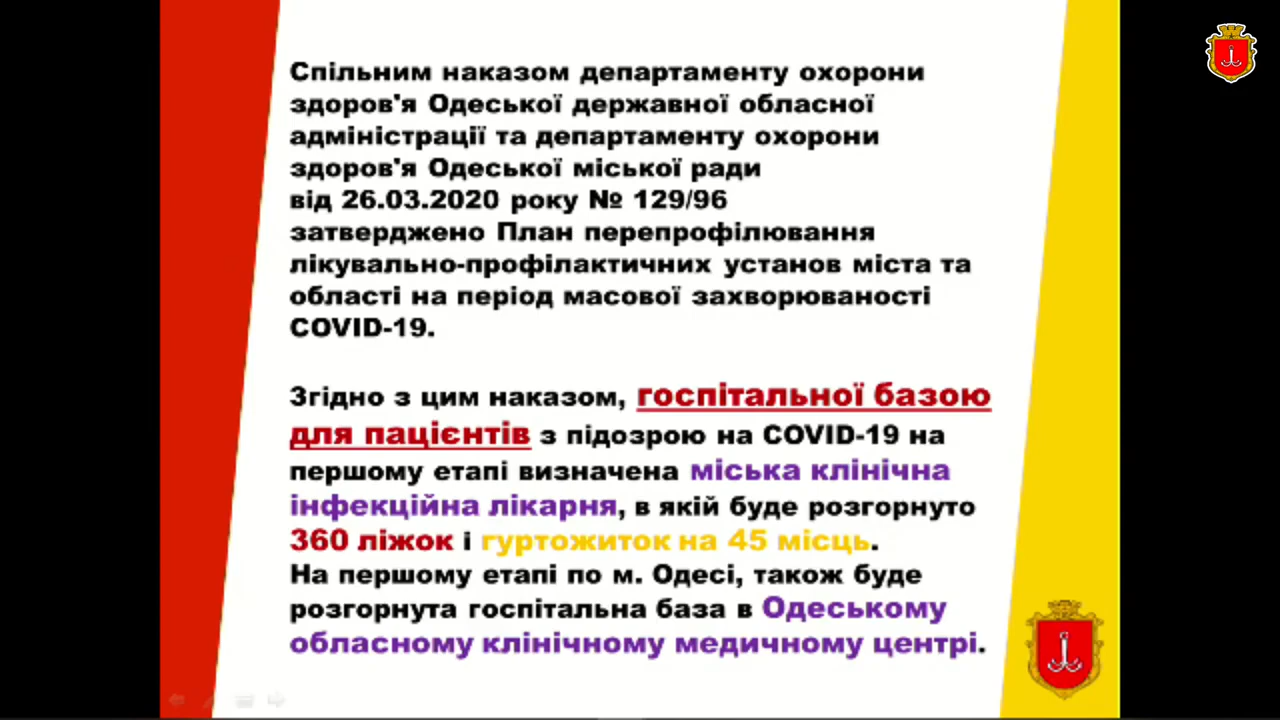 Спільним наказом департаменту охорони
здоров'я Одеської державної обласної
адміністрації та департаменту охорони
здоров'я Одеської міської ради
від 26.03.2020 року № 129/96
затверджено План перепрофілювання
лікувально-профілактичних установ міста та
області на період масової захворюваності
COVID-19.
Згідно з цим наказом, госпітальної базою
для пацієнтів з підозрою на COVID-19 на
першому етапі визначена міська клінічна
інфекційна лікарня, в якій буде розгорнуто
360 ліжок і гуртожиток на 45 місць.
На першому етапі по м. Одесі, також буде
розгорнута госпітальна база в Одеському
обласному клінічному медичному центрі.